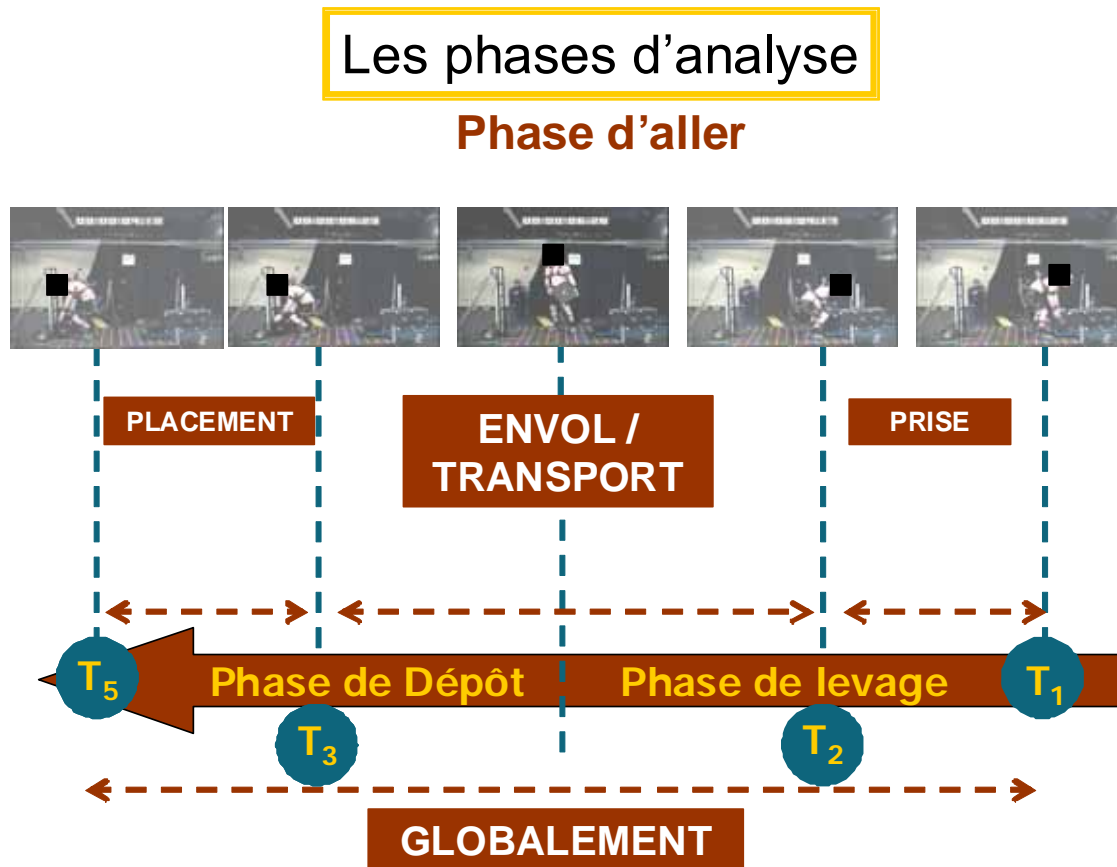 Les phases d'analyse
Phase d'aller
PLACEMENT
ENVOL /
TRANSPORT
PRISE
Phase de Dépôt
Phase de levage
T5
T1
T3
T2
GLOBALEMENT